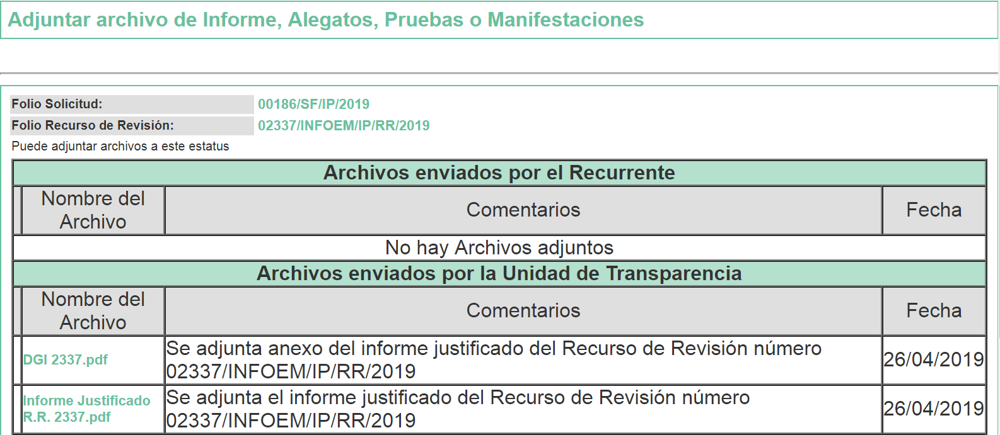 Adjuntar archivo de Informe, Alegatos, Pruebas o Manifestaciones
Folio Solicitud: 00186/SF/IP/2019
Folio Recurso de Revisión: 02337/INFOEM/IP/RR/2019
Puede adjuntar archivos a este estatus
Archivos enviados por el Recurrente
Nombre del
Archivo
Comentarios
Fecha
No hay Archivos adjuntos
Archivos enviados por la Unidad de Transparencia
Nombre del
Archivo
Comentarios
Fecha
DGI 2337.pdf
Se adjunta anexo del informe justificado del Recurso de Revisión número
02337/INFOEM/IP/RR/2019
26/04/2019
Informe Justificado
R.R. 2337.pdf
Se adjunta el informe justificado del Recurso de Revisión número
02337/INFOEM/IP/RR/2019
26/04/2019